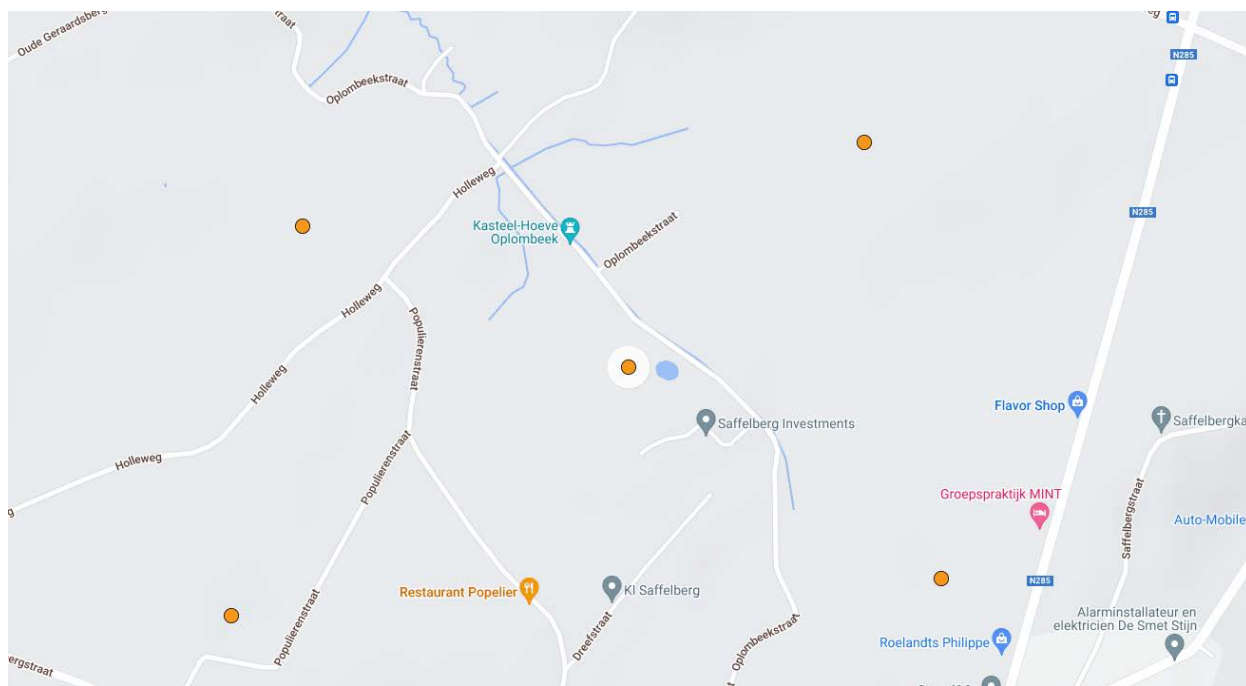 Oude Geraardsberg
traat
eg
N285
Oplombeekstraat
Holleweg
N285
Kasteel-Hoeve
Oplombeek
Oplombeekstraat
Holleweg
Populierenstraat
Holleweg
Flavor Shop
Saffelberg Investments
Saffelbergka
Holleweg
Populierenstraat
Groepspraktijk MINT
g
Saffelbergstraat
Auto-Mobile
Restaurant Popelier
KI Saffelberg
N285
Alarminstallateur en
elektricien De Smet Stijn
Populierenstraat
Dreefstraat
Oplombeekstraat
Roelandts Philippe
ergstraat